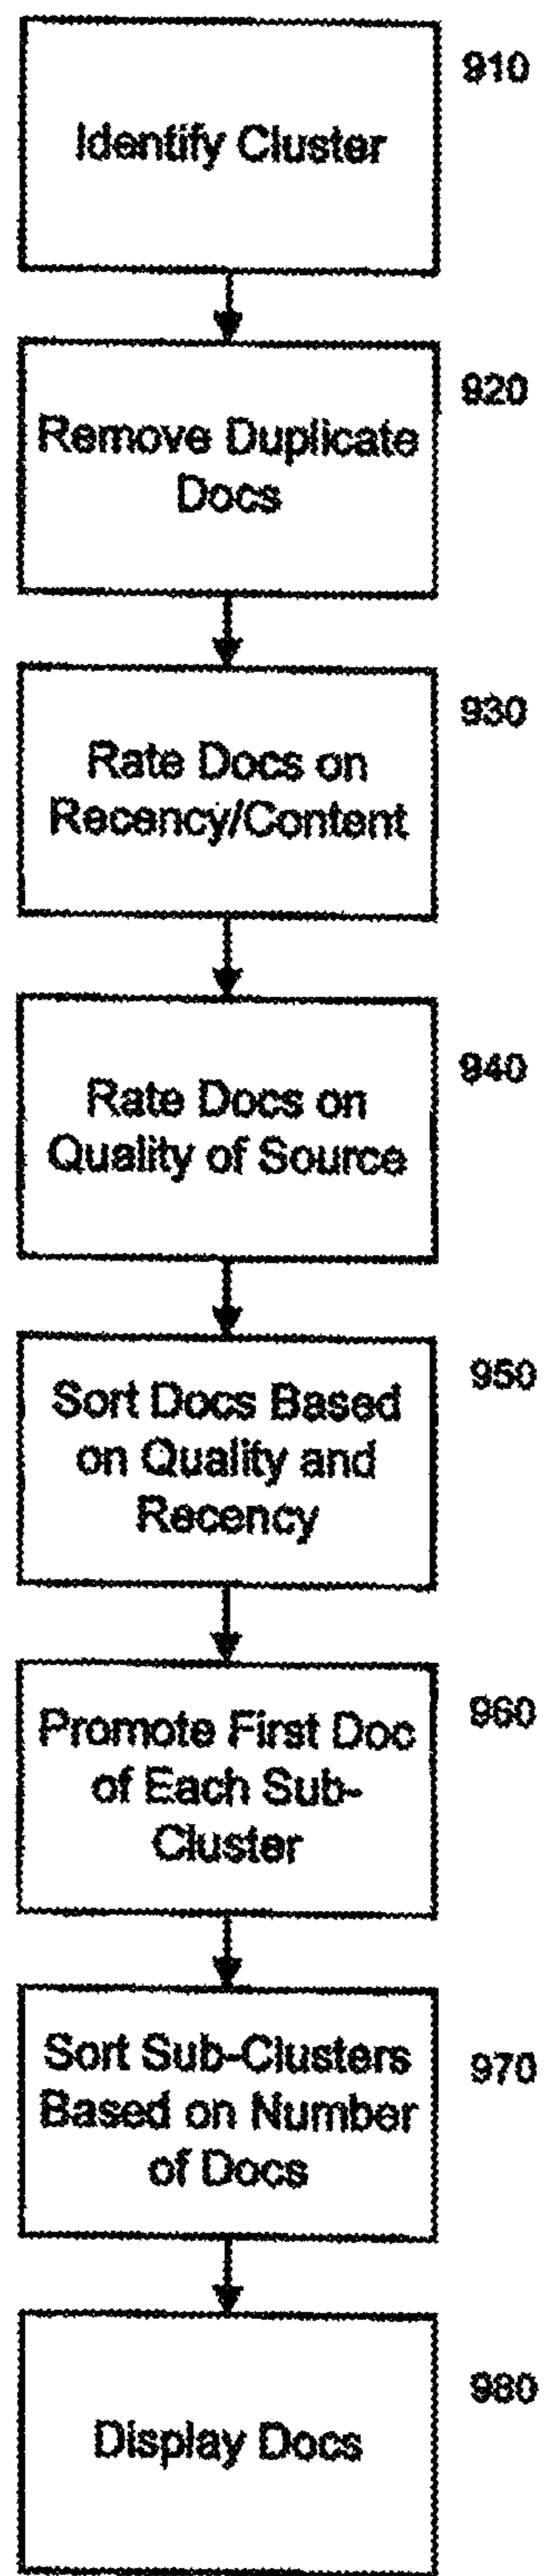 910
Identify Cluster
920
Remove Duplicate
Docs
930
Rate Docs on
Recency/Content
940
Rate Docs on
Quality of Source
950
Sort Docs Based
on Quality and
Recency
960
Promote First Doc
of Each Sub-
Cluster
970
Sort Sub-Clusters
Based on Number
of Docs
980
Display Docs